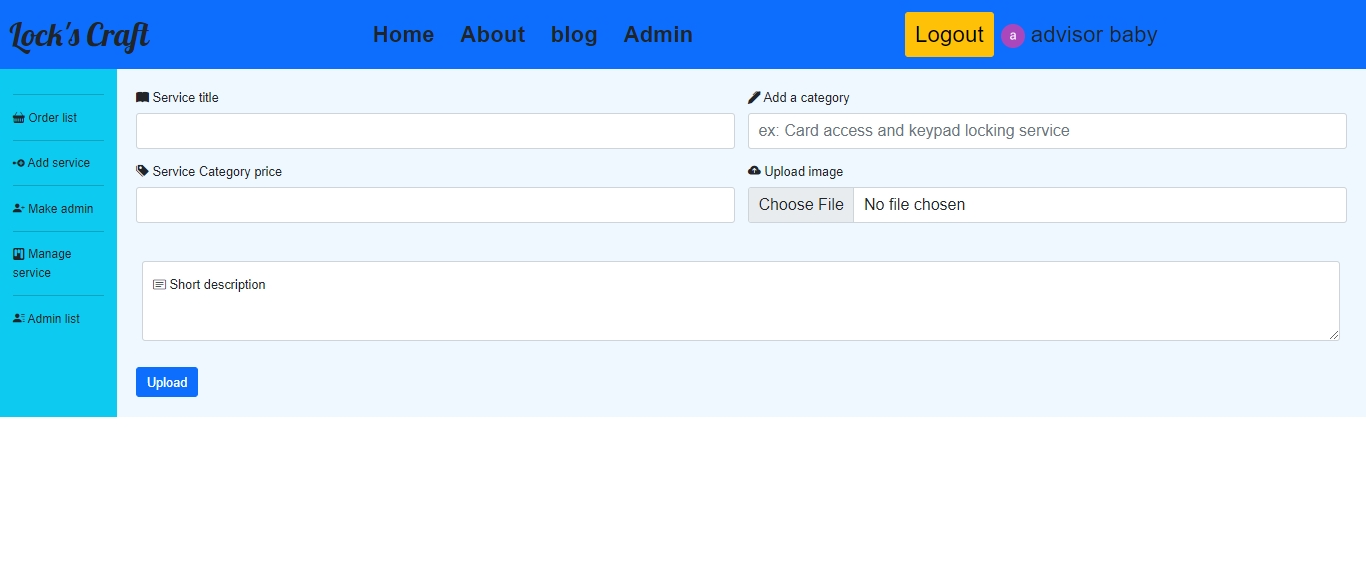 Lock's Craft
Home About blog Admin
Logout a advisor baby
Order list
Add service
Make admin
Manage
service
Admin list
Service title
Add a category
ex: Card access and keypad locking service
Service Category price
Upload image
Choose File No file chosen
Short description
Upload